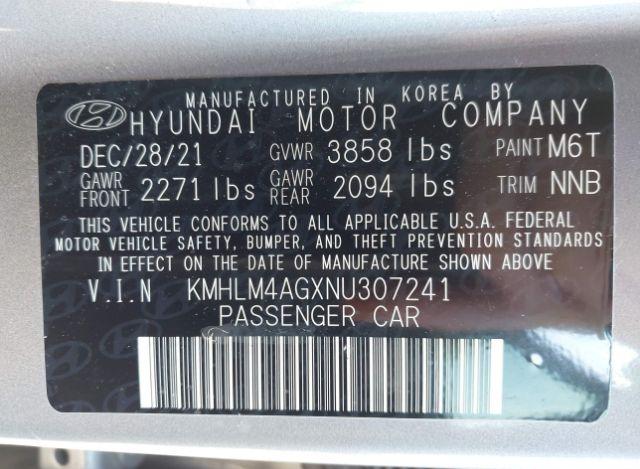 MANUFACTURED IN KOREA BY
HYUNDAI MOTOR COMPANY
DEC/28/21 GVWR 3858 lbs PAINT M6T
GAWR FRONT 2271 lbs GAWR REAR 2094 lbs TRIM NNB
THIS VEHICLE CONFORMS TO ALL APPLICABLE U.S.A. FEDERAL
MOTOR VEHICLE SAFETY, BUMPER, AND THEFT PREVENTION STANDARDS
IN EFFECT ON THE DATE OF MANUFACTURE SHOWN ABOVE
V.I.N KMHLM4AGXNU307241
PASSENGER CAR